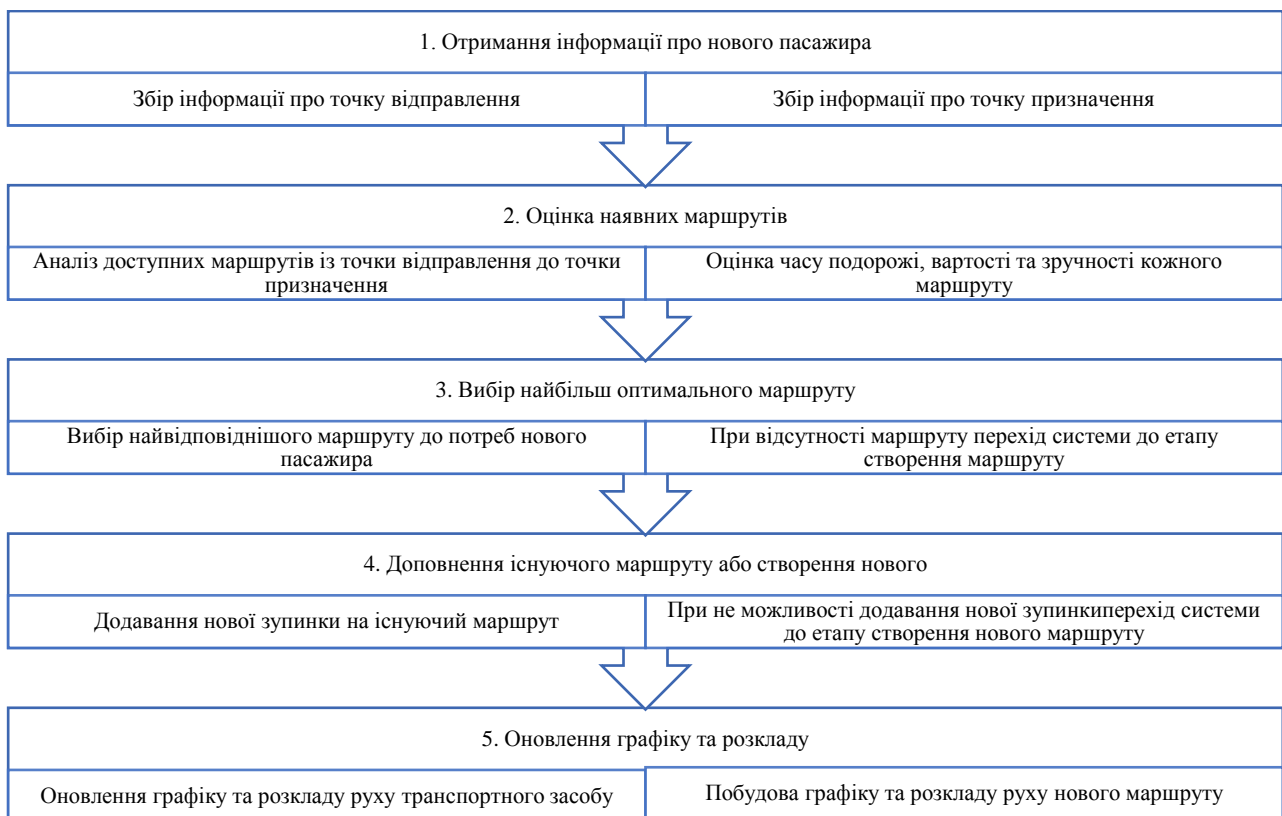 1. Отримання інформації про нового пасажира
Збір інформації про точку відправлення
Збір інформації про точку призначення
2. Оцінка наявних маршрутів
Аналіз доступних маршрутів із точки відправлення до точки
призначення
Оцінка часу подорожі, вартості та зручності кожного
маршруту
3. Вибір найбільш оптимального маршруту
Вибір найвідповіднішого маршруту до потреб нового
пасажира
При відсутності маршруту перехід системи до етапу
створення маршруту
4. Доповнення існуючого маршруту або створення нового
Додавання нової зупинки на існуючий маршрут
При не можливості додавання нової зупинкиперехід системи
до етапу створення нового маршруту
5. Оновлення графіку та розкладу
Оновлення графіку та розкладу руху транспортного засобу
Побудова графіку та розкладу руху нового маршруту